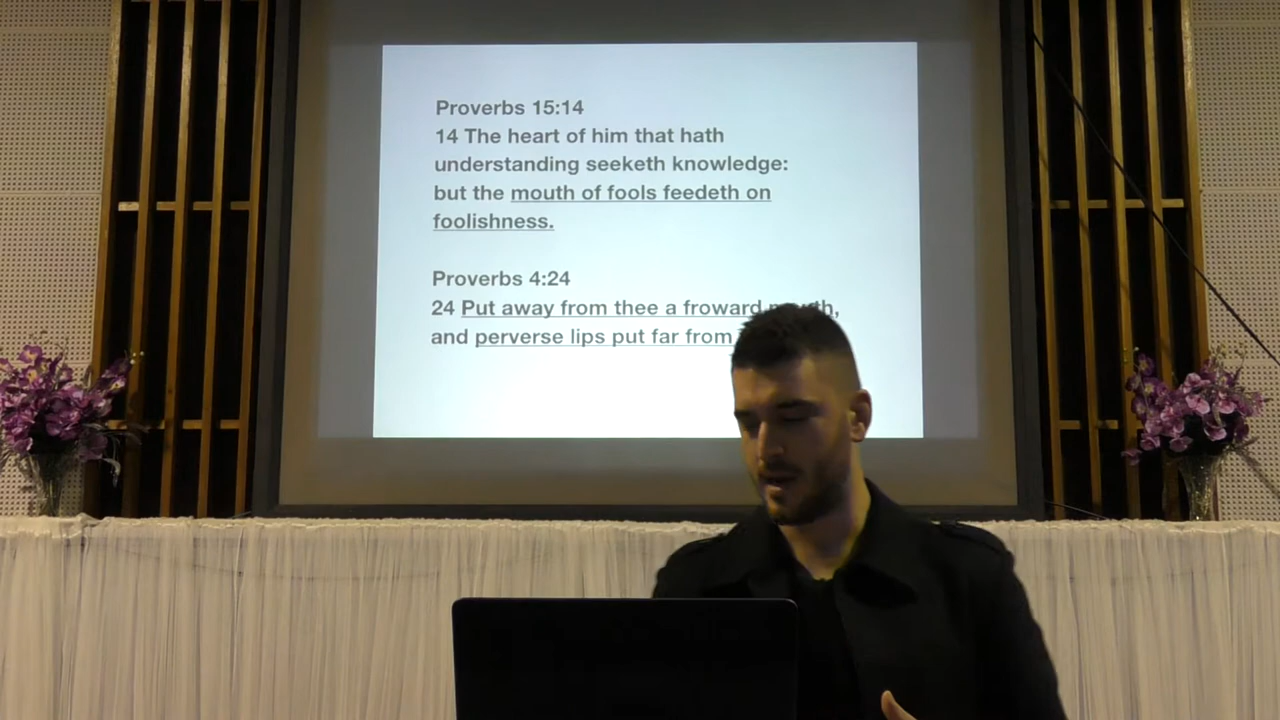 Proverbs 15:14
14 The heart of him that hath
understanding seeketh knowledge:
but the mouth of fools feedeth on
foolishness.
Proverbs 4:24
24 Put away from thee a froward
and perverse lips put far from